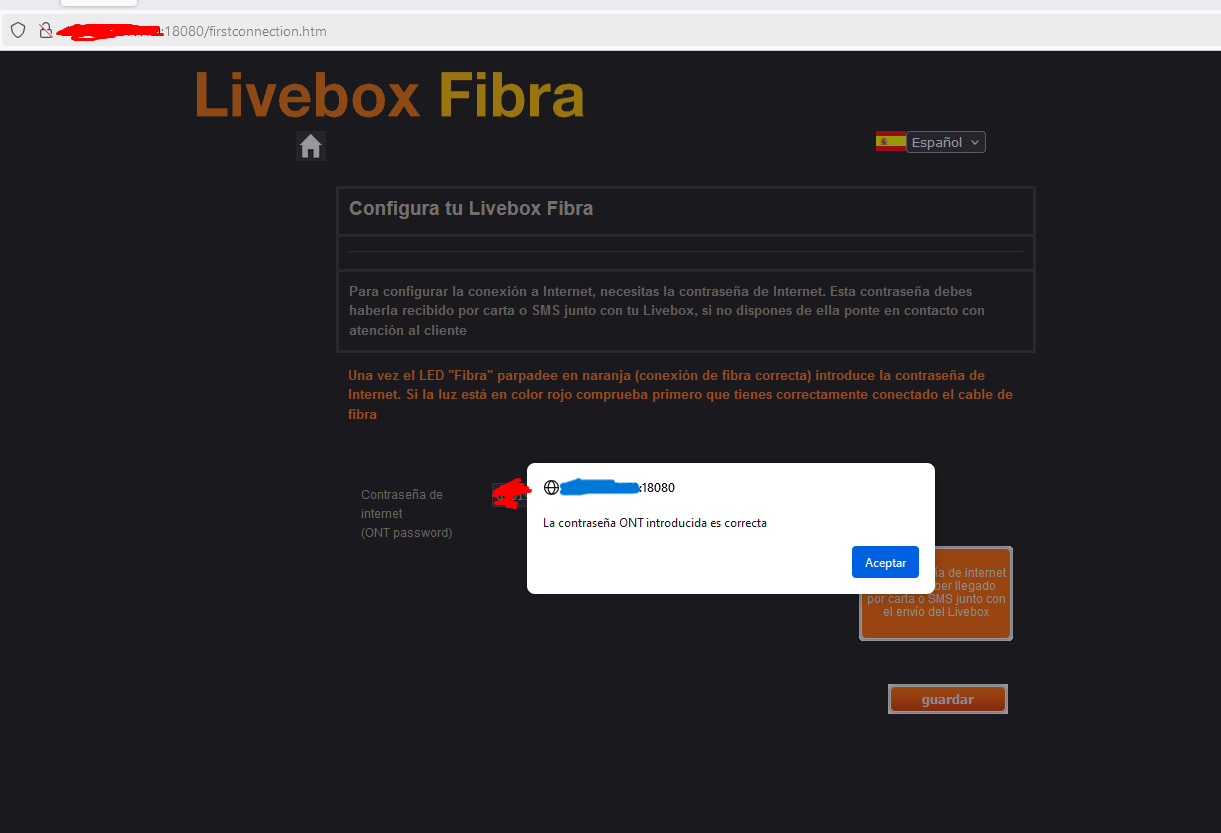 :18080/firstconnection.htm
Livebox Fibra
Español
Configura tu Livebox Fibra
Para configurar la conexión a Internet, necesitas la contraseña de Internet. Esta contraseña debes
haberla recibido por carta o SMS junto con tu Livebox, si no dispones de ella ponte en contacto con
atención al cliente
Una vez el LED "Fibra" parpadee en naranja (conexión de fibra correcta) introduce la contraseña de
Internet. Si la luz está en color rojo comprueba primero que tienes correctamente conectado el cable de
fibra
:18080
La contraseña ONT introducida es correcta
Aceptar
Contraseña de
internet
(ONT password)
de internet
llegado
por carta o SMS junto con
el envío del Livebox
guardar